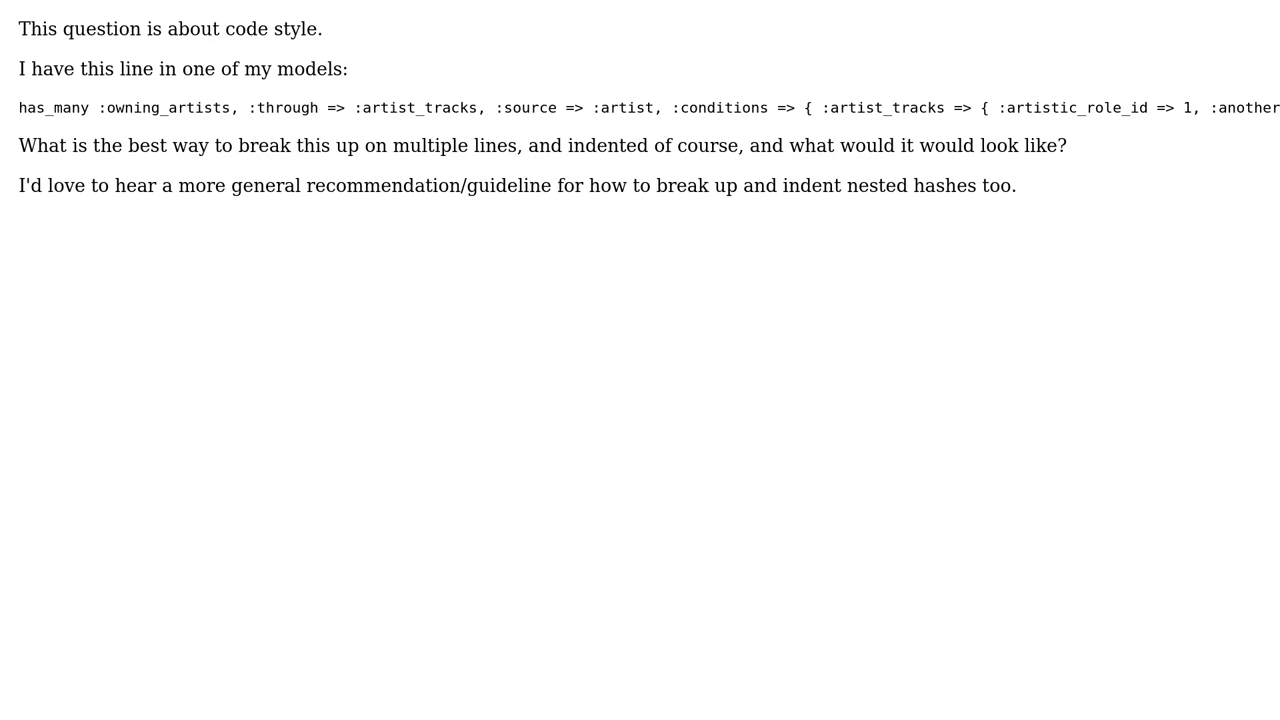 This question is about code style.
I have this line in one of my models:
has_many :owning_artists, :through => :artist_tracks, :source => :artist, :conditions => { :artist_tracks => { :artistic_role_id => 1, :another
What is the best way to break this up on multiple lines, and indented of course, and what would it would look like?
I'd love to hear a more general recommendation/guideline for how to break up and indent nested hashes too.